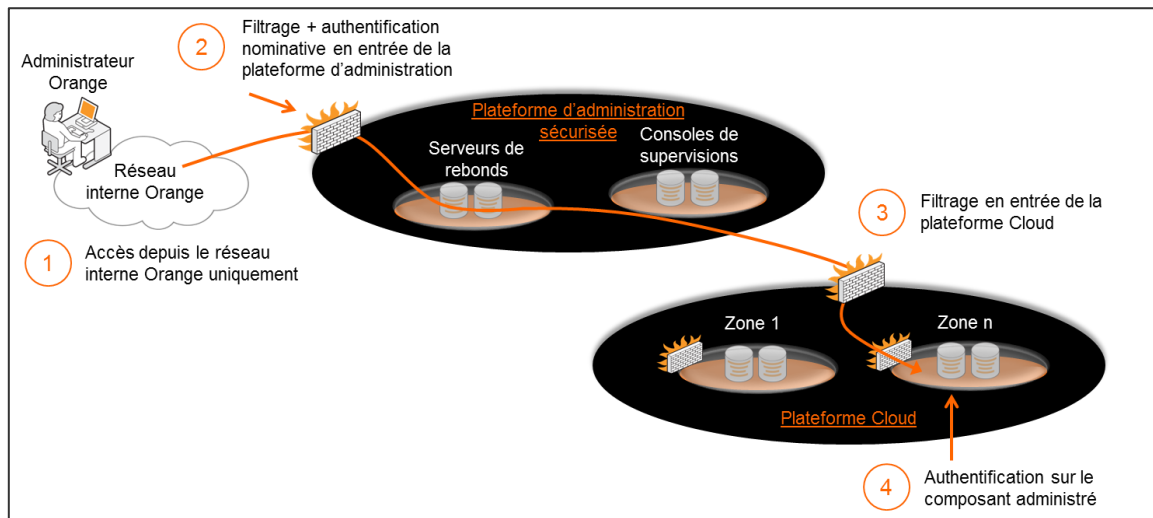 2
Filtrage + authentification
nominative en entrée de la
plateforme d'administration
Administrateur
Orange
Réseau
interne Orange
1
Accès depuis le réseau
interne Orange uniquement
Plateforme d'administration
sécurisée
Serveurs de
rebonds
Consoles de
supervisions
3
Filtrage en entrée de la
plateforme Cloud
Zone 1
Zone n
Plateforme Cloud
4
Authentification sur le
composant administré